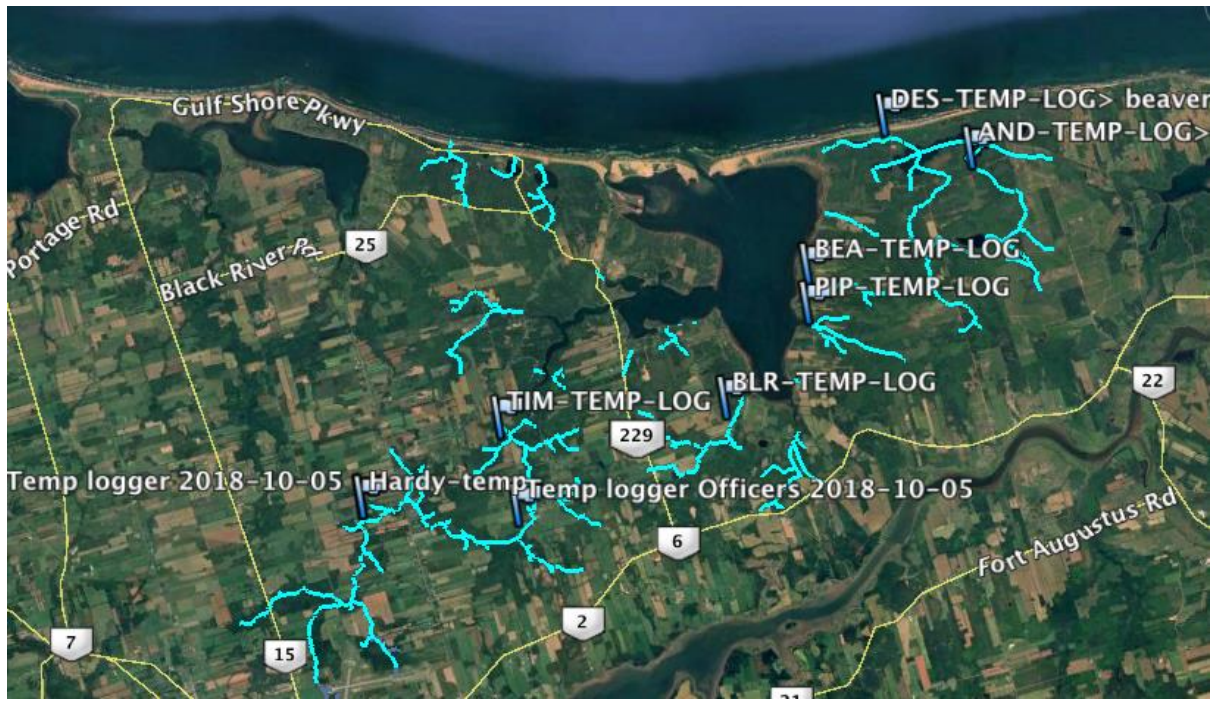 DES-TEMP-LOG> beaver
Gulf Shore Pkwy
AND-TEMP-LOG>
Portage Rd
25
Black River Rd
BEA-TEMP-LOG
PIP-TEMP-LOG
22
BLR-TEMP-LOG
TIM-TEMP-LOG
229
Temp logger 2018-10-05
Hardy-temp
Temp logger Officers 2018-10-05
Fort Augustus Rd
6
2
7
15
21